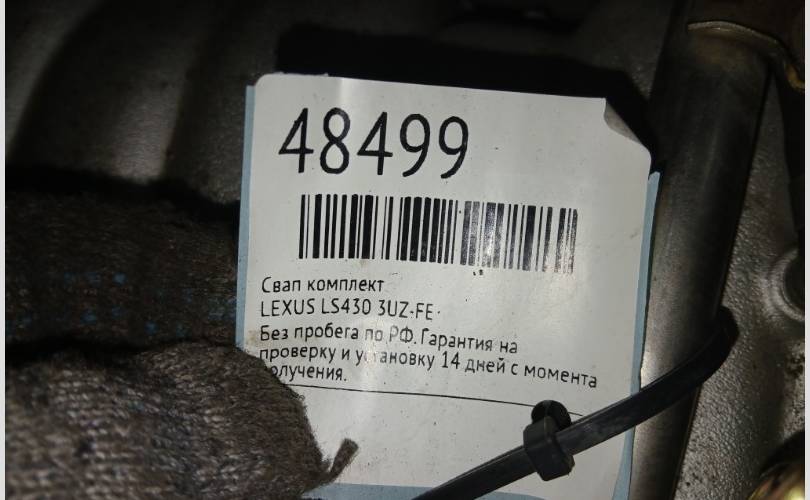 48499
Свап комплект
LEXUS LS430 3UZ-FE
Без пробега по РФ. Гарантия на
проверку и установку 14 дней с момента
получения.